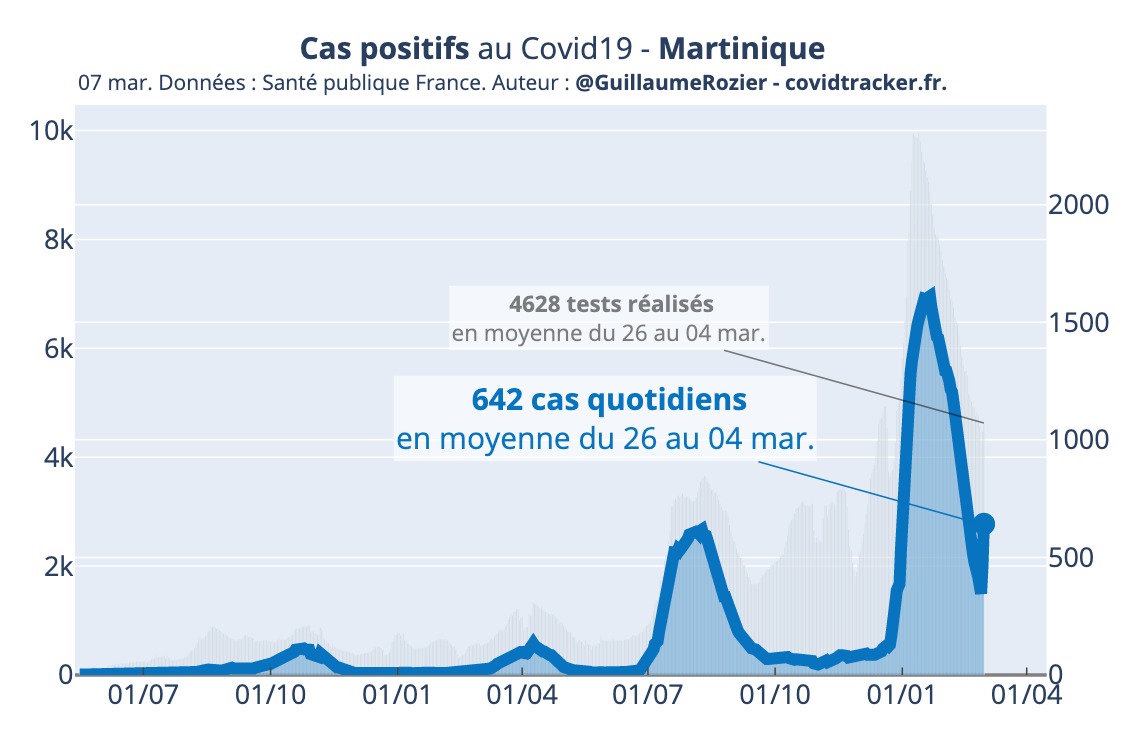 Cas positifs au Covid19 - Martinique
07 mar. Données : Santé publique France. Auteur : @GuillaumeRozier - covidtracker.fr.
10k
8k
6k
4k
2k
0
2000
1500
1000
500
0
4628 tests réalisés
en moyenne du 26 au 04 mar.
642 cas quotidiens
en moyenne du 26 au 04 mar.
01/07 01/10 01/01 01/04 01/07 01/10 01/01 01/04